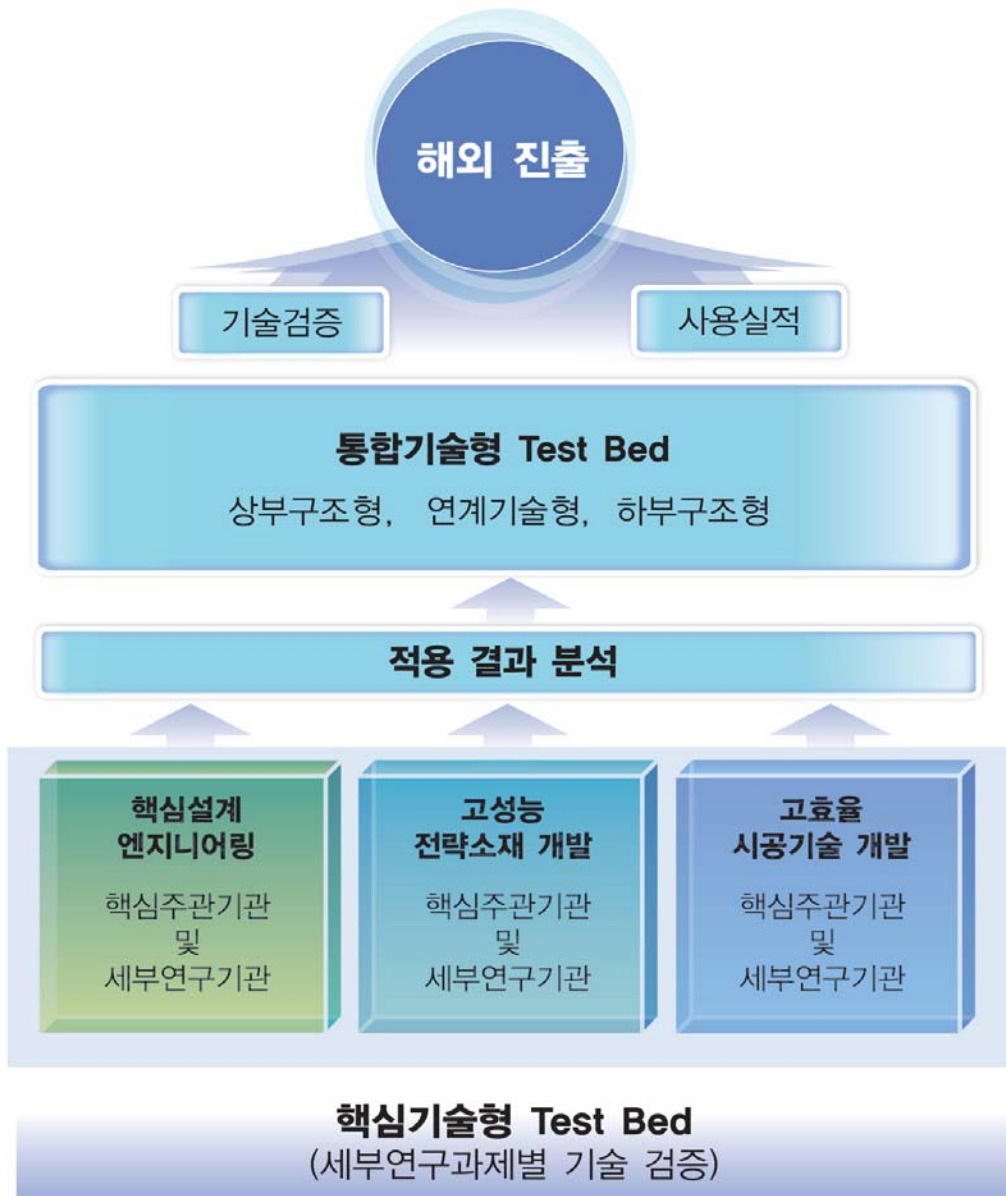 해외 진출
기술검증
사용실적
통합기술형 Test Bed
상부구조형, 연계기술형, 하부구조형
적용 결과 분석
핵심설계
엔지니어링
핵심주관기관
및
세부연구기관
고성능
전략소재 개발
핵심주관기관
및
세부연구기관
고효율
시공기술 개발
핵심주관기관
및
세부연구기관
핵심기술형 Test Bed
(세부연구과제별 기술 검증)